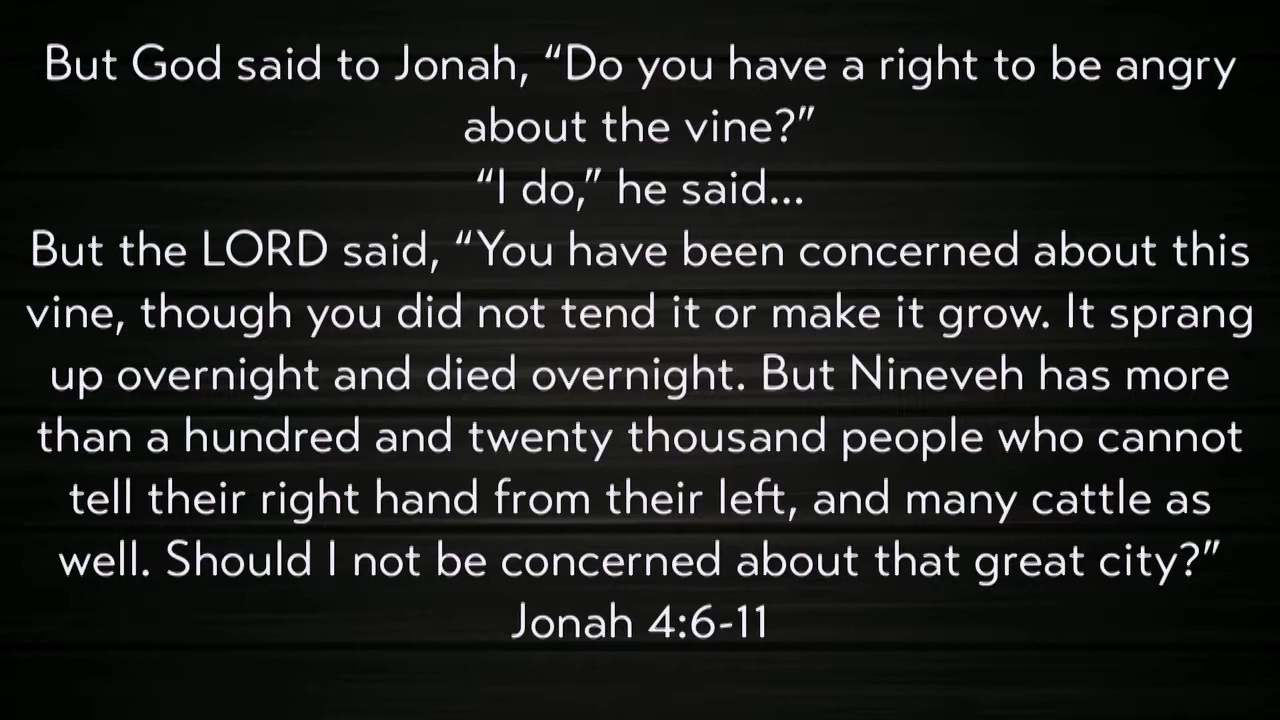 But God said to Jonah, “Do you have a right to be angry
about the vine?”
“I do,” he said...
But the LORD said, “You have been concerned about this
vine, though you did not tend it or make it grow. It sprang
up overnight and died overnight. But Nineveh has more
than a hundred and twenty thousand people who cannot
tell their right hand from their left, and many cattle as
well. Should I not be concerned about that great city?”
Jonah 4:6-11